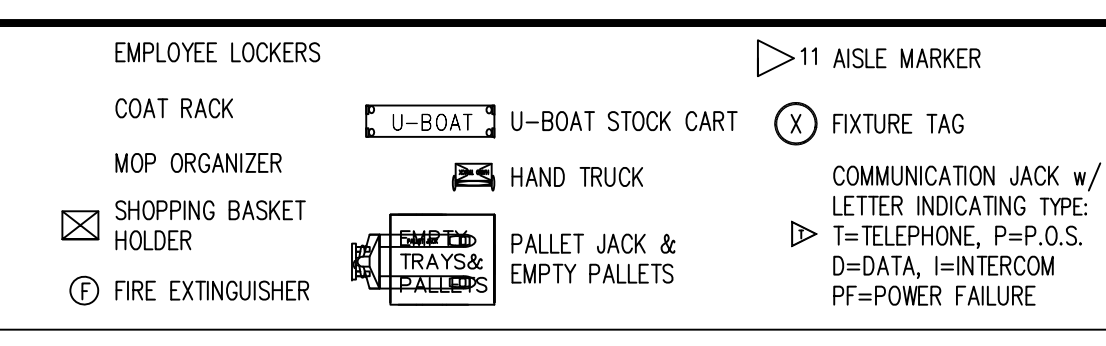 EMPLOYEE LOCKERS
COAT RACK
MOP ORGANIZER
SHOPPING BASKET
HOLDER
F FIRE EXTINGUISHER
U-BOAT U-BOAT STOCK CART
HAND TRUCK
EMPTY
TRAYS&
PALLETS
PALLET JACK &
EMPTY PALLETS
11 AISLE MARKER
X FIXTURE TAG
COMMUNICATION JACK w/
LETTER INDICATING TYPE:
T T=TELEPHONE, P=P.O.S.
D=DATA, I=INTERCOM
PF=POWER FAILURE